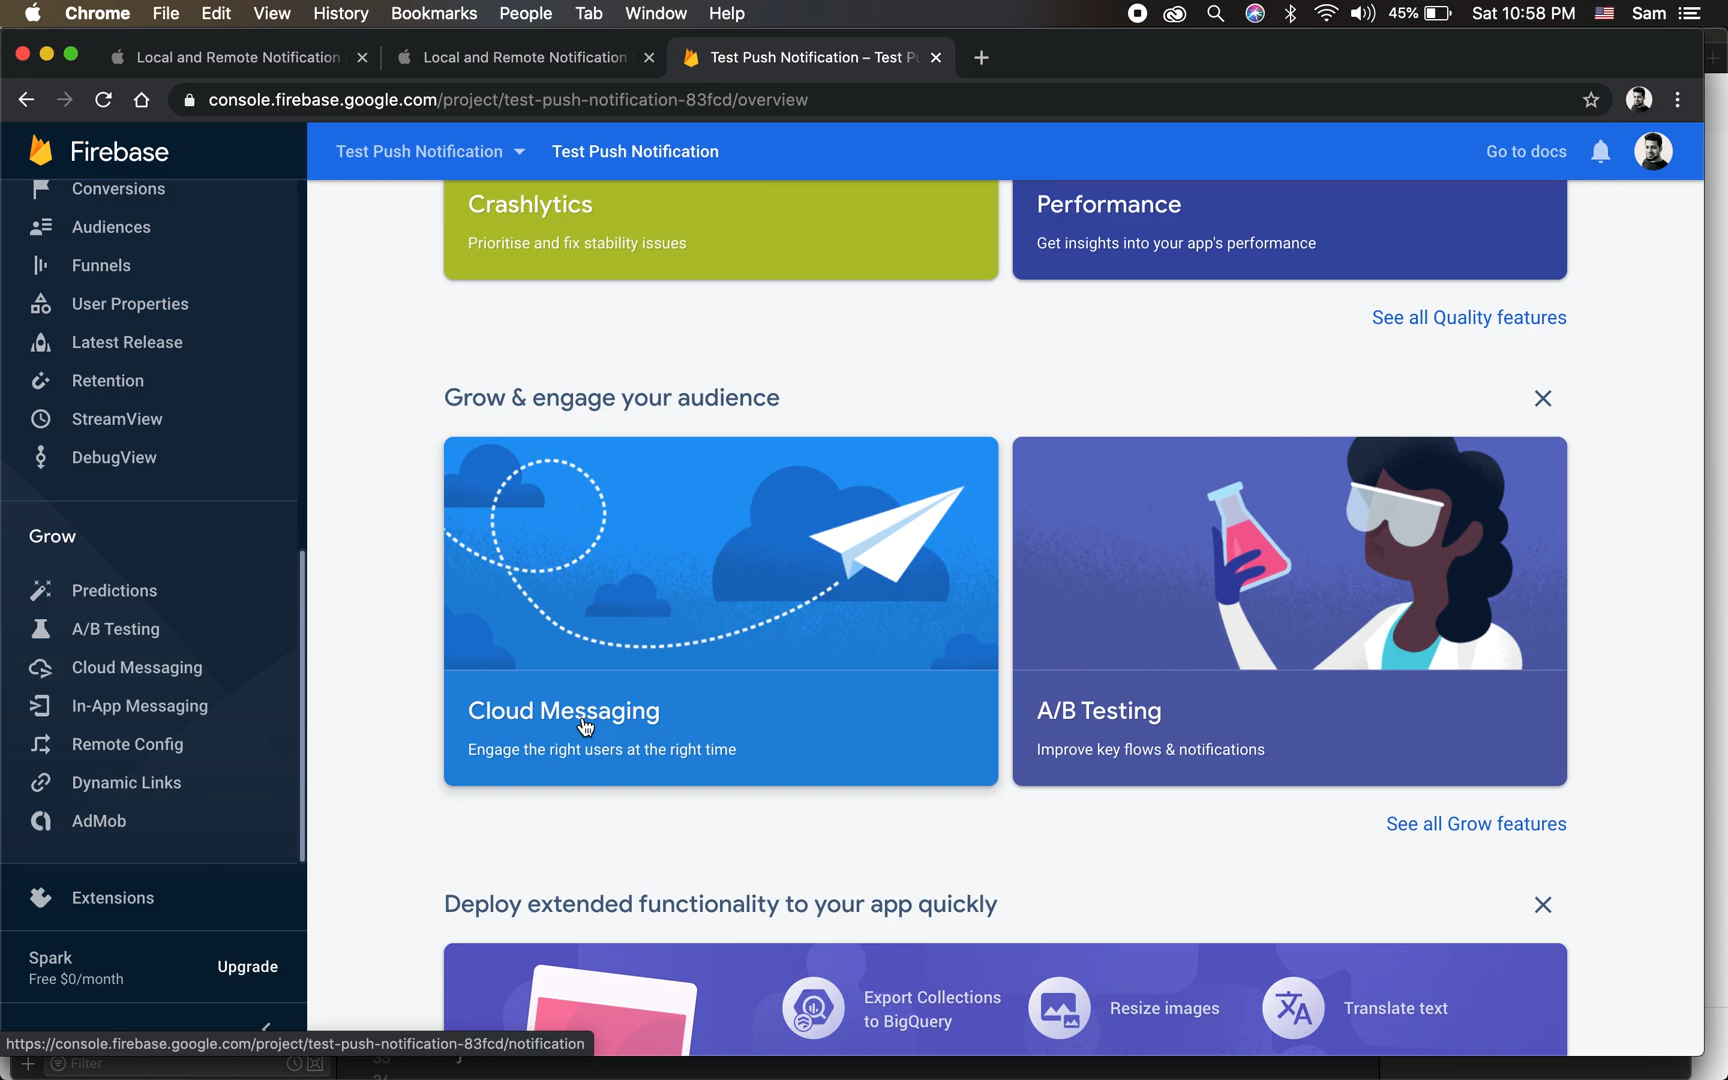 Chrome File Edit View History Bookmarks People Tab Window Help 45% Sat 10:58 PM Sam
Local and Remote Notification Local and Remote Notification Test Push Notification – Test Pu
console.firebase.google.com/project/test-push-notification-83fcd/overview
Firebase
Test Push Notification Test Push Notification Go to docs
Conversions
Audiences
Funnels
User Properties
Latest Release
Retention
StreamView
DebugView
Grow
Predictions
A/B Testing
Cloud Messaging
In-App Messaging
Remote Config
Dynamic Links
AdMob
Extensions
Spark
Free $0/month
Upgrade
Crashlytics
Prioritise and fix stability issues
Performance
Get insights into your app's performance
See all Quality features
Grow & engage your audience
Cloud Messaging
Engage the right users at the right time
A/B Testing
Improve key flows & notifications
See all Grow features
Deploy extended functionality to your app quickly
Export Collections
to BigQuery
Resize images
Translate text
https://console.firebase.google.com/project/test-push-notification-83fcd/notification
Filter